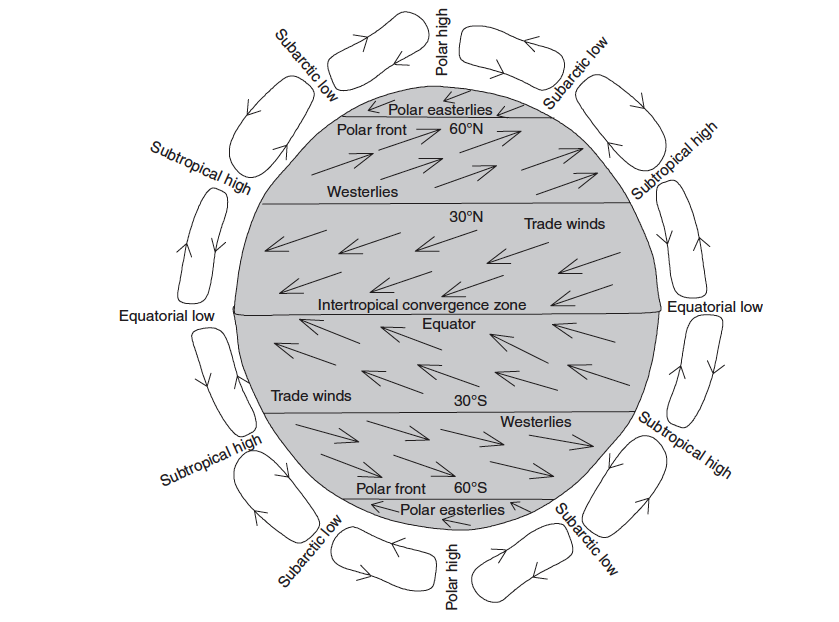 Polar high
Subarctic low
Subarctic low
Polar easterlies
Polar front
60°N
Subtropical high
Subtropical high
Westerlies
30°N
Trade winds
Intertropical convergence zone
Equatorial low
Equatorial low
Equator
Trade winds
30°S
Westerlies
Subtropical high
Subtropical high
Polar front
60°S
Polar easterlies
Subarctic low
Subarctic low
Polar high